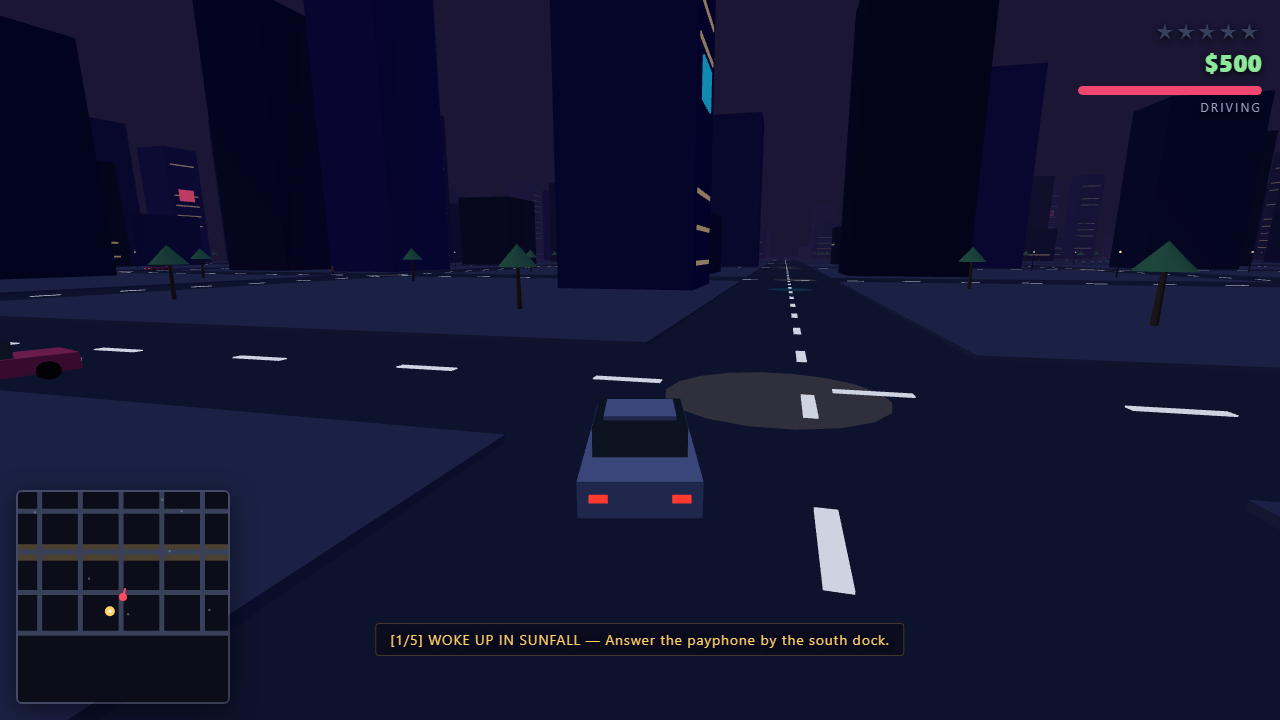 ★★★★★
$500
DRIVING
[1/5] WOKE UP IN SUNFALL — Answer the payphone by the south dock.